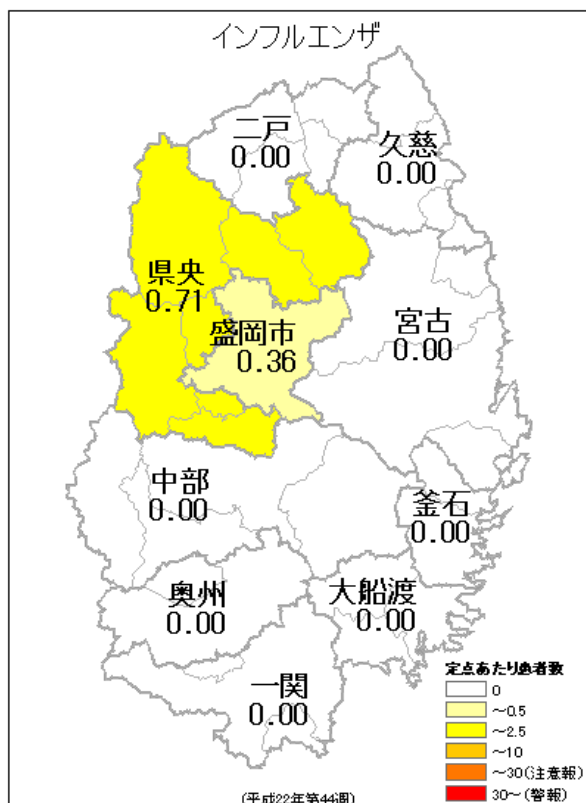 インフルエンザ
二戸
0.00
久慈
0.00
県央
0.71
盛岡市
0.36
宮古
0.00
中部
0.00
釜石
0.00
奥州
0.00
大船渡
0.00
一関
0.00
定点あたり患者数
0
～0.5
～2.5
～10
～30(注意報)
30～(警報)
(平成22年第44週)